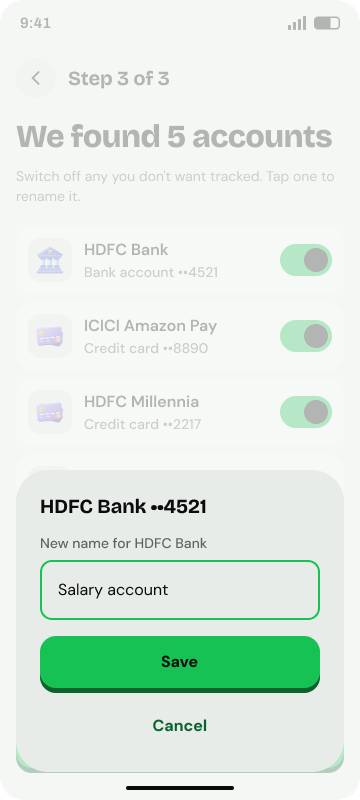 9:41
Step 3 of 3
We found 5 accounts
Switch off any you don't want tracked. Tap one to
rename it.
HDFC Bank
Bank account ••4521
ICICI Amazon Pay
Credit card ••8890
HDFC Millennia
Credit card ••2217
HDFC Bank ••4521
New name for HDFC Bank
Salary account
Save
Cancel